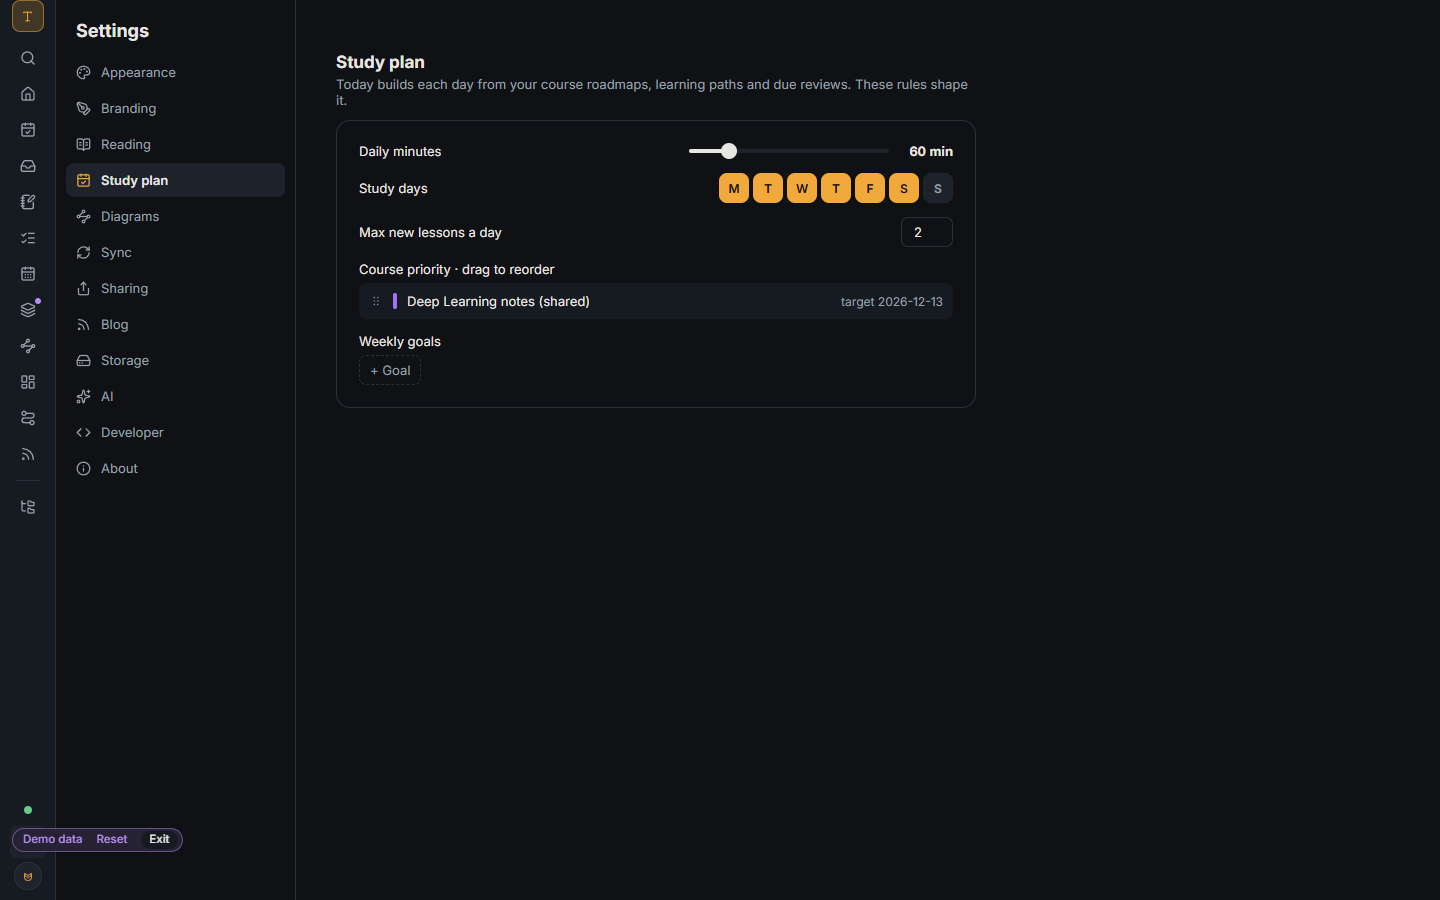 T
Settings
Appearance
Branding
Reading
Study plan
Diagrams
Sync
Sharing
Blog
Storage
AI
Developer
About
Demo data Reset Exit
Study plan
Today builds each day from your course roadmaps, learning paths and due reviews. These rules shape
it.
Daily minutes 60 min
Study days M T W T F S S
Max new lessons a day 2
Course priority · drag to reorder
Deep Learning notes (shared) target 2026-12-13
Weekly goals
+ Goal